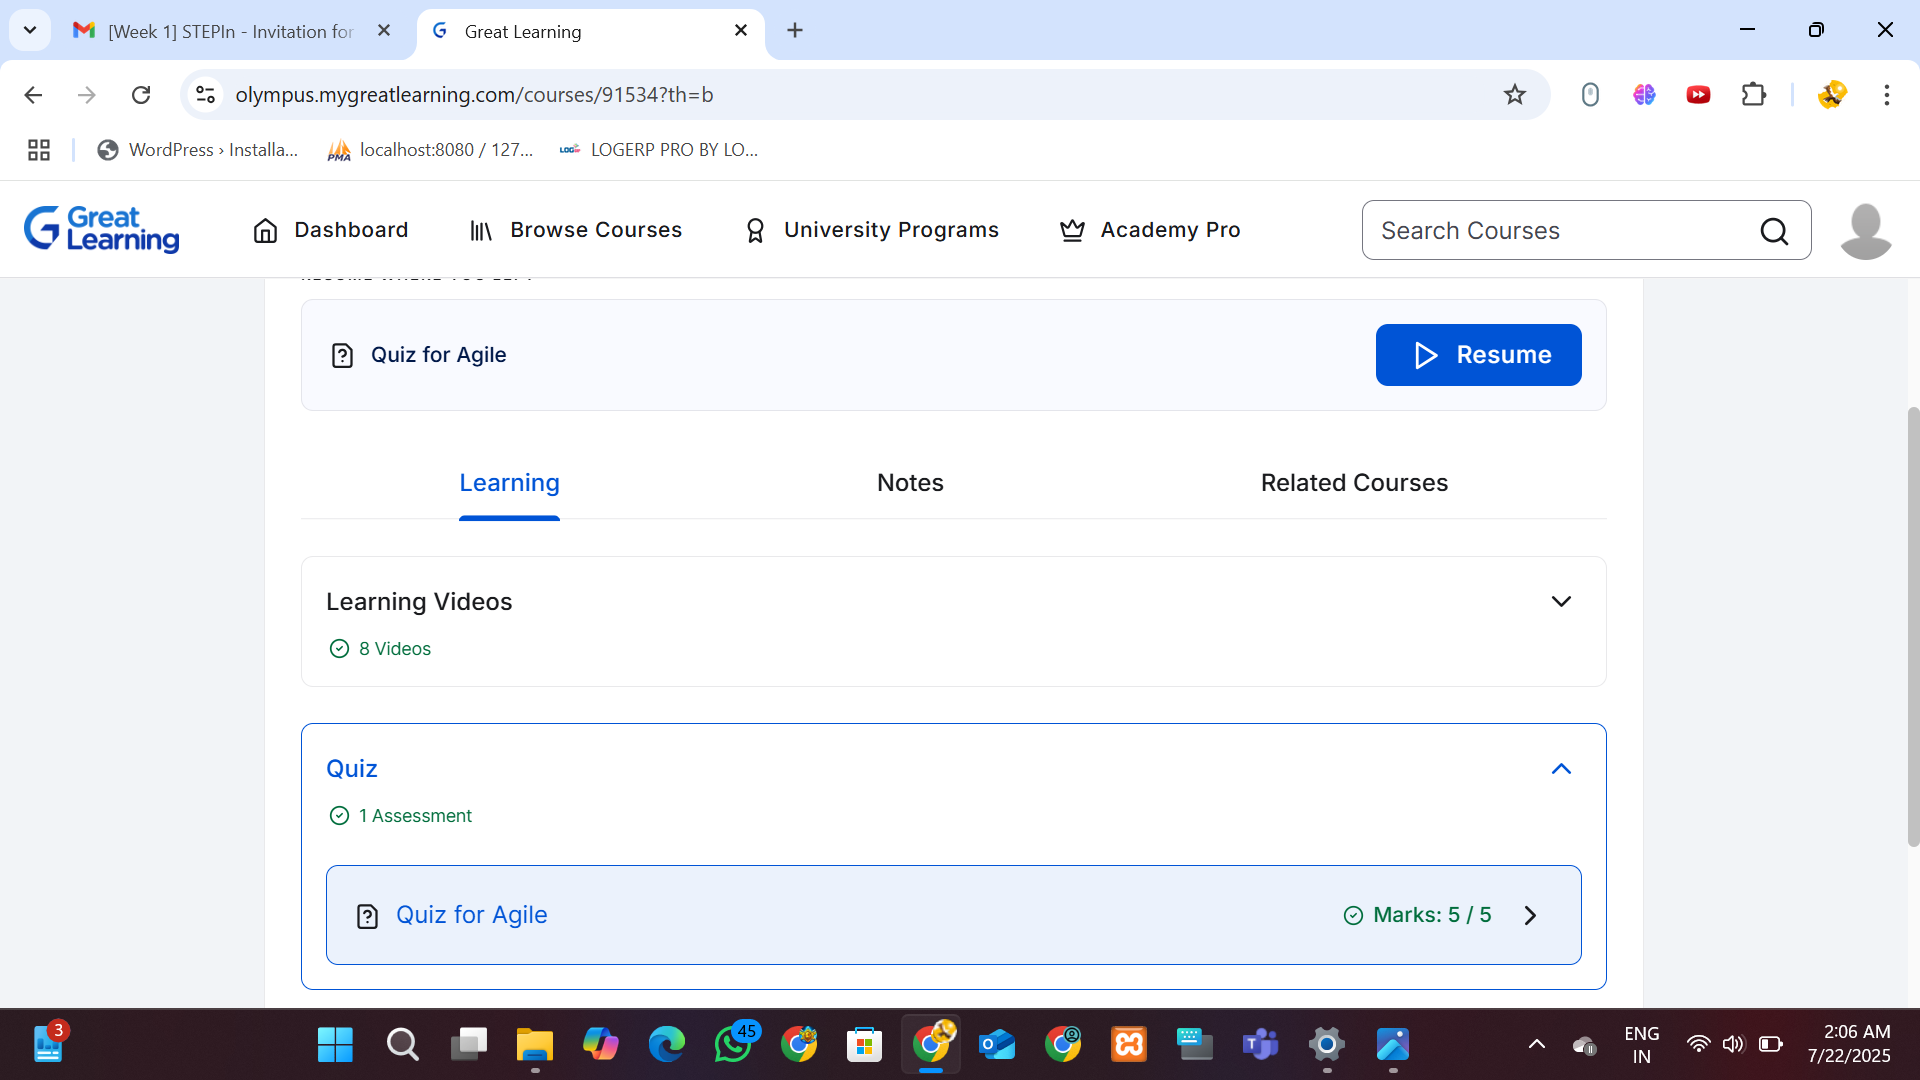 [Week 1] STEPIn - Invitation for
Great Learning
olympus.mygreatlearning.com/courses/91534?th=b
WordPress › Installa...
PMA
localhost:8080 / 127...
LOGERP PRO BY LO...
Great Learning
Dashboard
Browse Courses
University Programs
Academy Pro
Search Courses
Quiz for Agile
Resume
Learning
Notes
Related Courses
Learning Videos
8 Videos
Quiz
1 Assessment
Quiz for Agile
Marks: 5 / 5
3
45
ENG
IN
2:06 AM
7/22/2025